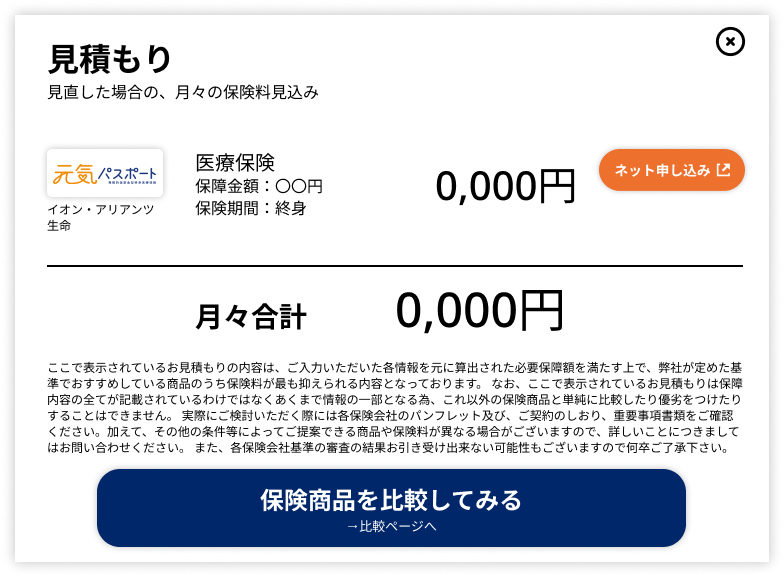 見積もり
見直した場合の、月々の保険料見込み
元気パスポート
イオン・アリアンツ
生命
医療保険
保障金額：〇〇円
保険期間：終身
0,000円
ネット申し込み
月々合計
0,000円
ここで表示されているお見積もりの内容は、ご入力いただいた各情報を元に算出された必要保障額を満たす上で、弊社が定めた基
準でおすすめしている商品のうち保険料が最も抑えられる内容となっております。 なお、ここで表示されているお見積もりは保障
内容の全てが記載されているわけではなくあくまで情報の一部となる為、これ以外の保険商品と単純に比較したり優劣をつけたり
することはできません。 実際にご検討いただく際には各保険会社のパンフレット及び、ご契約のしおり、重要事項書類をご確認
ください。加えて、その他の条件等によってご提案できる商品や保険料が異なる場合がございますので、詳しいことにつきまして
はお問い合わせください。 また、各保険会社基準の審査の結果お引き受け出来ない可能性もございますので何卒ご了承下さい。
保険商品を比較してみる
→比較ページへ